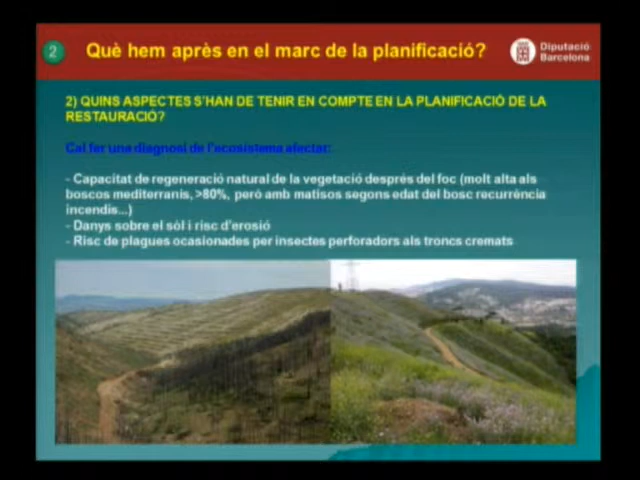 2
Què hem après en el marc de la planificació?
Diputació
Barcelona
2) QUINS ASPECTES S'HAN DE TENIR EN COMPTE EN LA PLANIFICACIÓ DE LA
RESTAURACIÓ?
Cal fer una diagnosi de l'ecosistema afectat:
- Capacitat de regeneració natural de la vegetació després del foc (molt alta als
boscos mediterranis, >80%, però amb matisos segons edat del bosc recurrència
incendis...)
- Danys sobre el sòl i risc d'erosió
- Risc de plagues ocasionades per insectes perforadors als troncs cremats